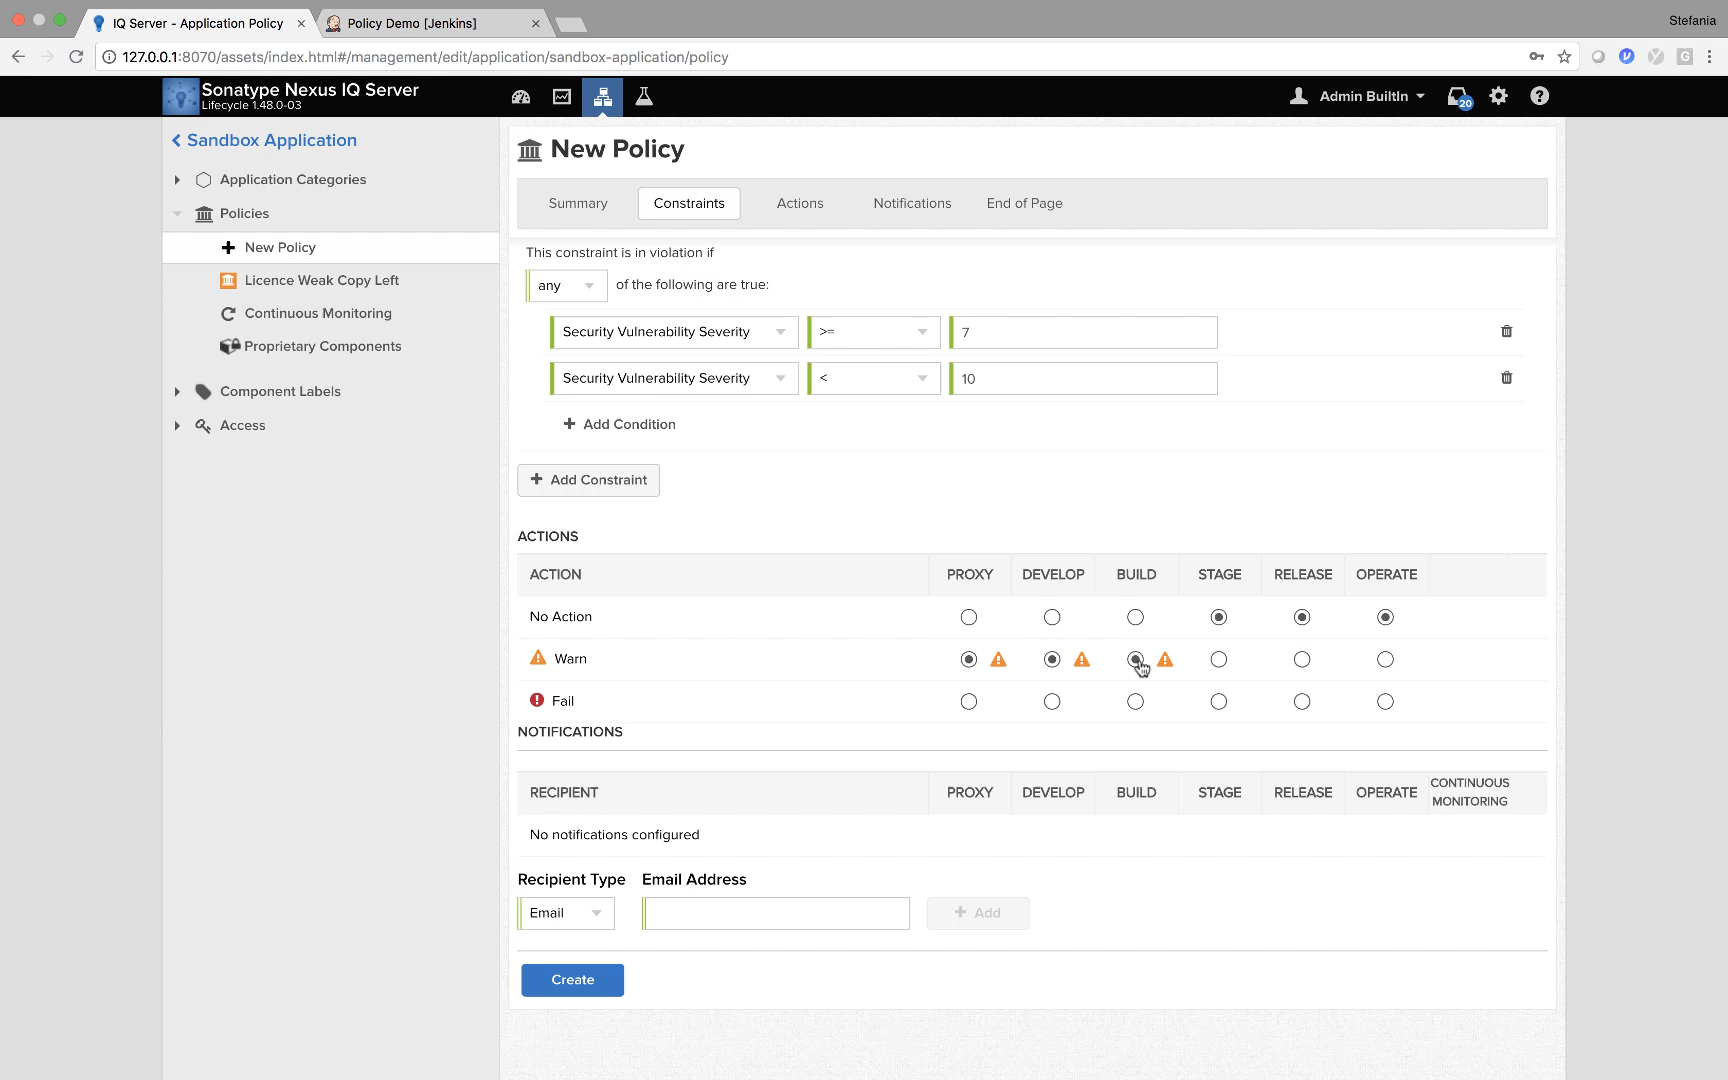 IQ Server - Application Policy ×
Policy Demo [Jenkins] ×
Stefania
127.0.0.1:8070/assets/index.html#/management/edit/application/sandbox-application/policy
Sonatype Nexus IQ Server
Lifecycle 1.48.0-03
Admin BuiltIn
20
Sandbox Application
Application Categories
Policies
New Policy
Licence Weak Copy Left
Continuous Monitoring
Proprietary Components
Component Labels
Access
New Policy
Summary Constraints Actions Notifications End of Page
This constraint is in violation if
any of the following are true:
Security Vulnerability Severity >= 7
Security Vulnerability Severity < 10
+ Add Condition
+ Add Constraint
ACTIONS
ACTION PROXY DEVELOP BUILD STAGE RELEASE OPERATE
No Action
Warn
Fail
NOTIFICATIONS
RECIPIENT PROXY DEVELOP BUILD STAGE RELEASE OPERATE CONTINUOUS MONITORING
No notifications configured
Recipient Type Email Address
Email + Add
Create